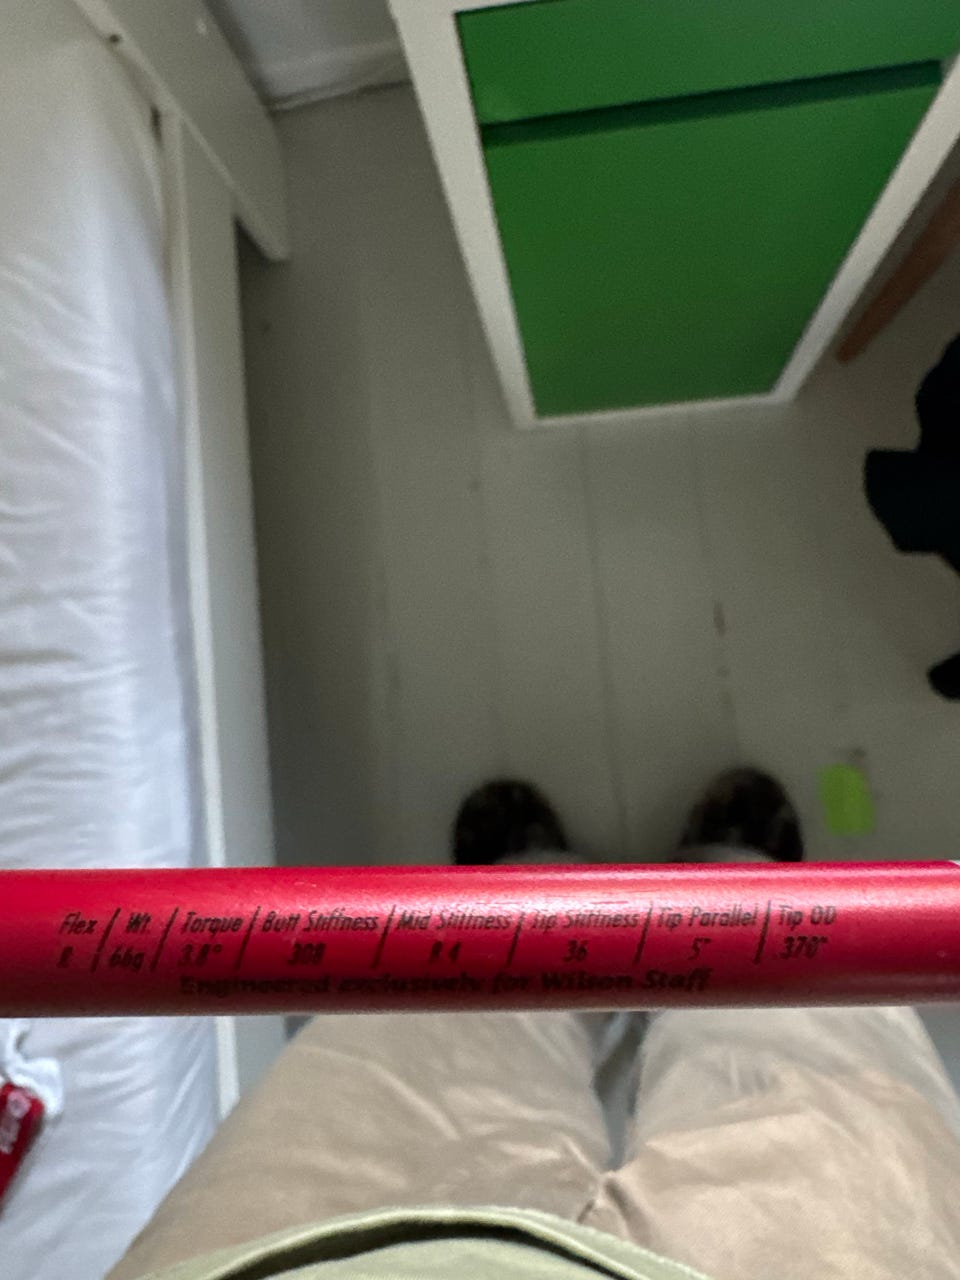 Flex / Wt. / Torque / Butt Stiffness / Mid Stiffness / Tip Stiffness / Tip Parallel / Tip OD
R / 66g / 3.8° / 308 / 8.4 / 36 / 5" / .370"
Engineered exclusively for Wilson Staff